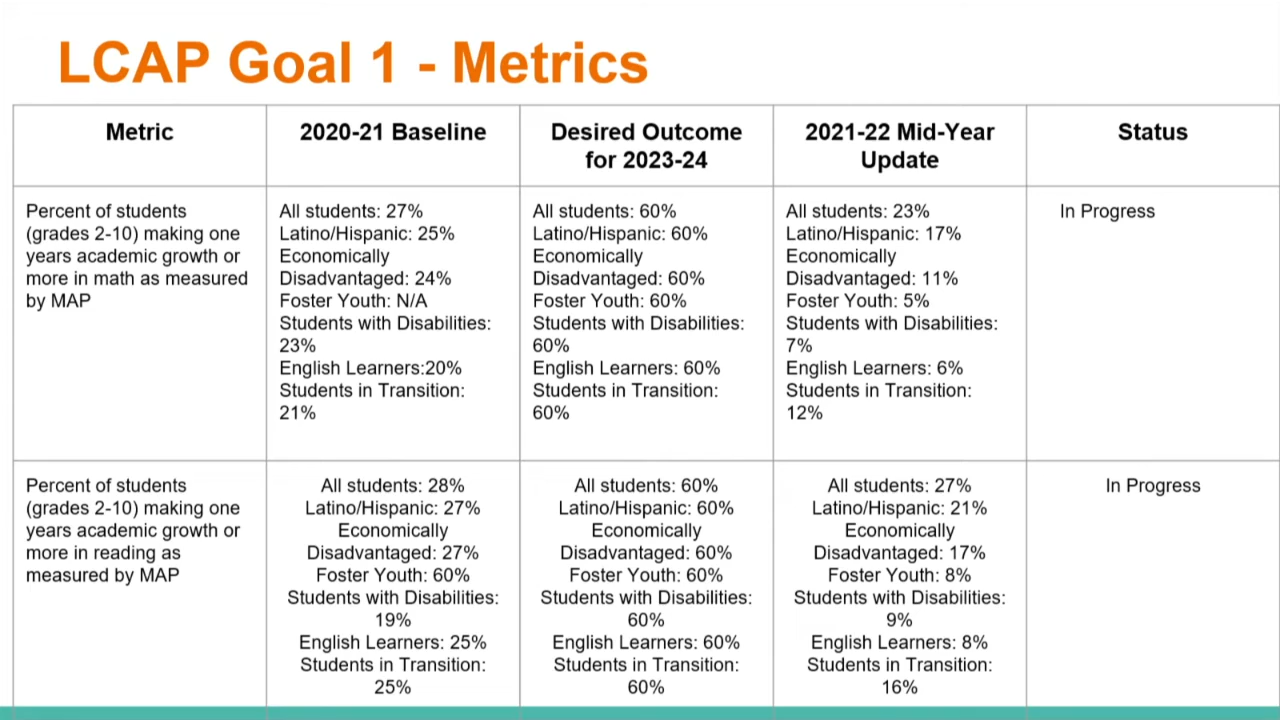 LCAP Goal 1 - Metrics
Metric
2020-21 Baseline
Desired Outcome
for 2023-24
2021-22 Mid-Year
Update
Status
Percent of students
(grades 2-10) making one
years academic growth or
more in math as measured
by MAP
All students: 27%
Latino/Hispanic: 25%
Economically
Disadvantaged: 24%
Foster Youth: N/A
Students with Disabilities:
23%
English Learners:20%
Students in Transition:
21%
All students: 60%
Latino/Hispanic: 60%
Economically
Disadvantaged: 60%
Foster Youth: 60%
Students with Disabilities:
60%
English Learners: 60%
Students in Transition:
60%
All students: 23%
Latino/Hispanic: 17%
Economically
Disadvantaged: 11%
Foster Youth: 5%
Students with Disabilities:
7%
English Learners: 6%
Students in Transition:
12%
In Progress
Percent of students
(grades 2-10) making one
years academic growth or
more in reading as
measured by MAP
All students: 28%
Latino/Hispanic: 27%
Economically
Disadvantaged: 27%
Foster Youth: 60%
Students with Disabilities:
19%
English Learners: 25%
Students in Transition:
25%
All students: 60%
Latino/Hispanic: 60%
Economically
Disadvantaged: 60%
Foster Youth: 60%
Students with Disabilities:
60%
English Learners: 60%
Students in Transition:
60%
All students: 27%
Latino/Hispanic: 21%
Economically
Disadvantaged: 17%
Foster Youth: 8%
Students with Disabilities:
9%
English Learners: 8%
Students in Transition:
16%
In Progress